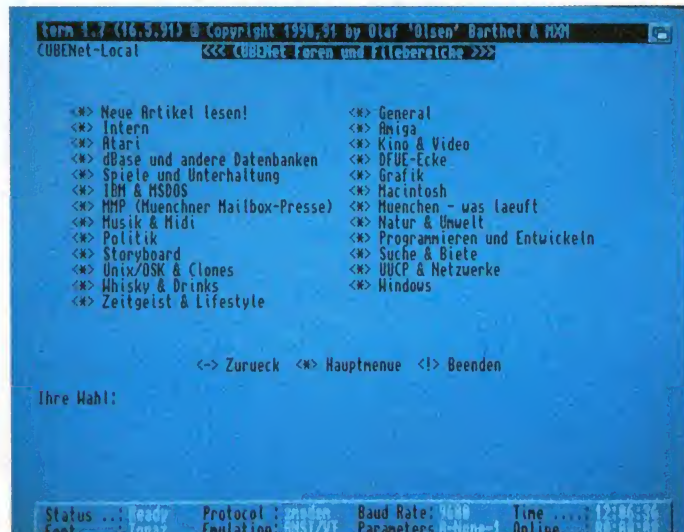 term 1.7 (16.5.91) © Copyright 1990,91 by Olaf 'Olsen' Barthel & MXM
CUBENet-Local <<< CUBENet Foren und Filebereiche >>>
<*> Neue Artikel lesen! <*> General
<*> Intern <*> Amiga
<*> Atari <*> Kino & Video
<*> dBase und andere Datenbanken <*> DFUE-Ecke
<*> Spiele und Unterhaltung <*> Grafik
<*> IBM & MSDOS <*> Macintosh
<*> MMP (Muenchner Mailbox-Presse) <*> Muenchen - was laeuft
<*> Musik & Midi <*> Natur & Umwelt
<*> Politik <*> Programmieren und Entwickeln
<*> Storyboard <*> Suche & Biete
<*> Unix/OSK & Clones <*> UUCP & Netzwerke
<*> Whisky & Drinks <*> Windows
<*> Zeitgeist & Lifestyle
<-> Zurueck <*> Hauptmenue <!> Beenden
Ihre Wahl:
Status ..: Ready Protocol : Baud Rate: 9600 Time ....:
Font ....: Topaz Emulation: ANSI/VT Parameters Online